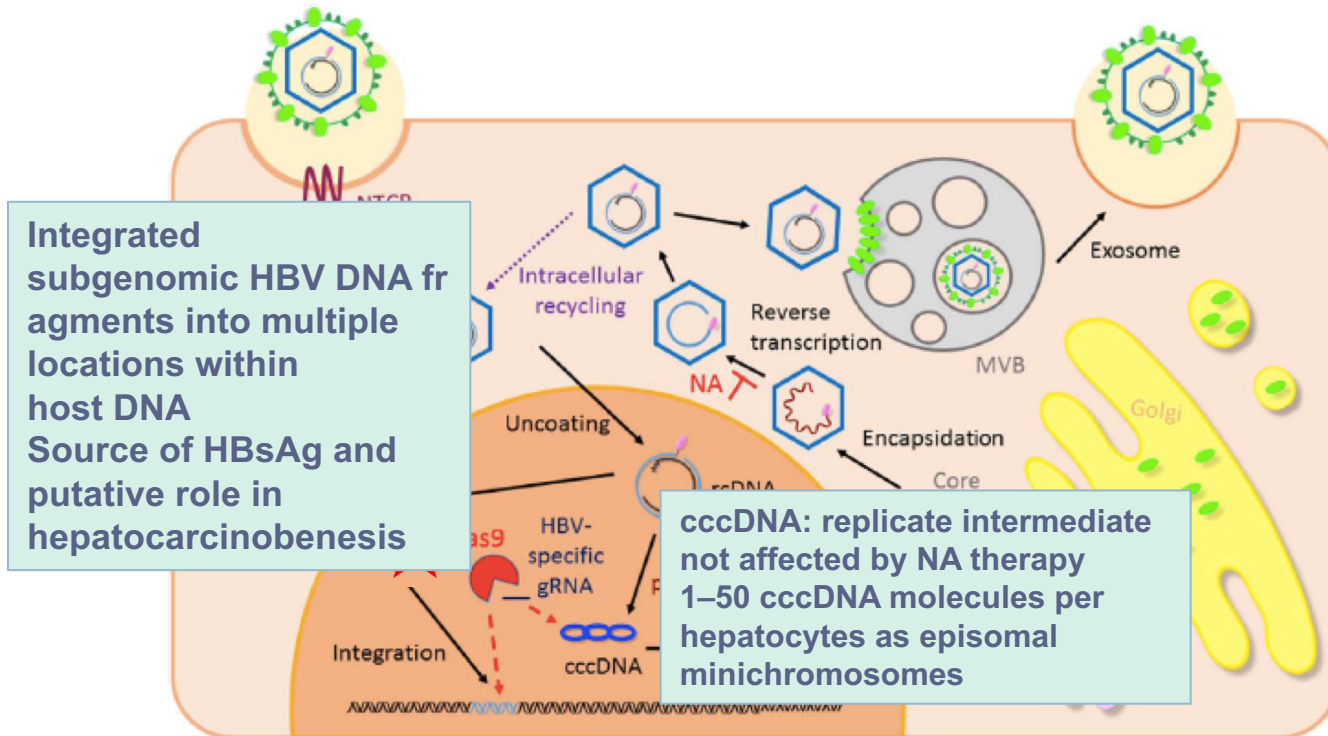 NTCP
Integrated
subgenomic HBV DNA fr
agments into multiple
locations within
host DNA
Source of HBsAg and
putative role in
hepatocarcinobenesis
Intracellular
recycling
Reverse
transcription
NA
MVB
Exosome
Golgi
Uncoating
Encapsidation
Core
rcDNA
as9
HBV-
specific
gRNA
cccDNA: replicate intermediate
not affected by NA therapy
1–50 cccDNA molecules per
hepatocytes as episomal
minichromosomes
Integration
cccDNA